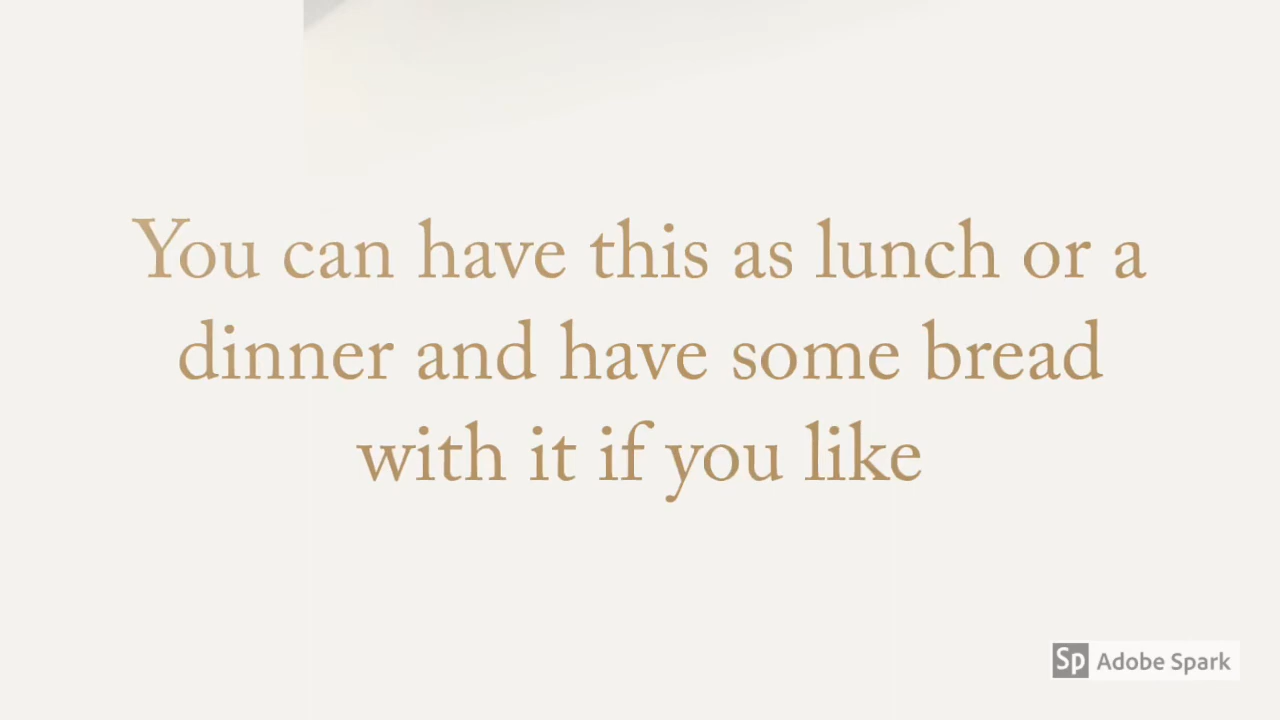 You can have this as lunch or a
dinner and have some bread
with it if you like
Sp Adobe Spark